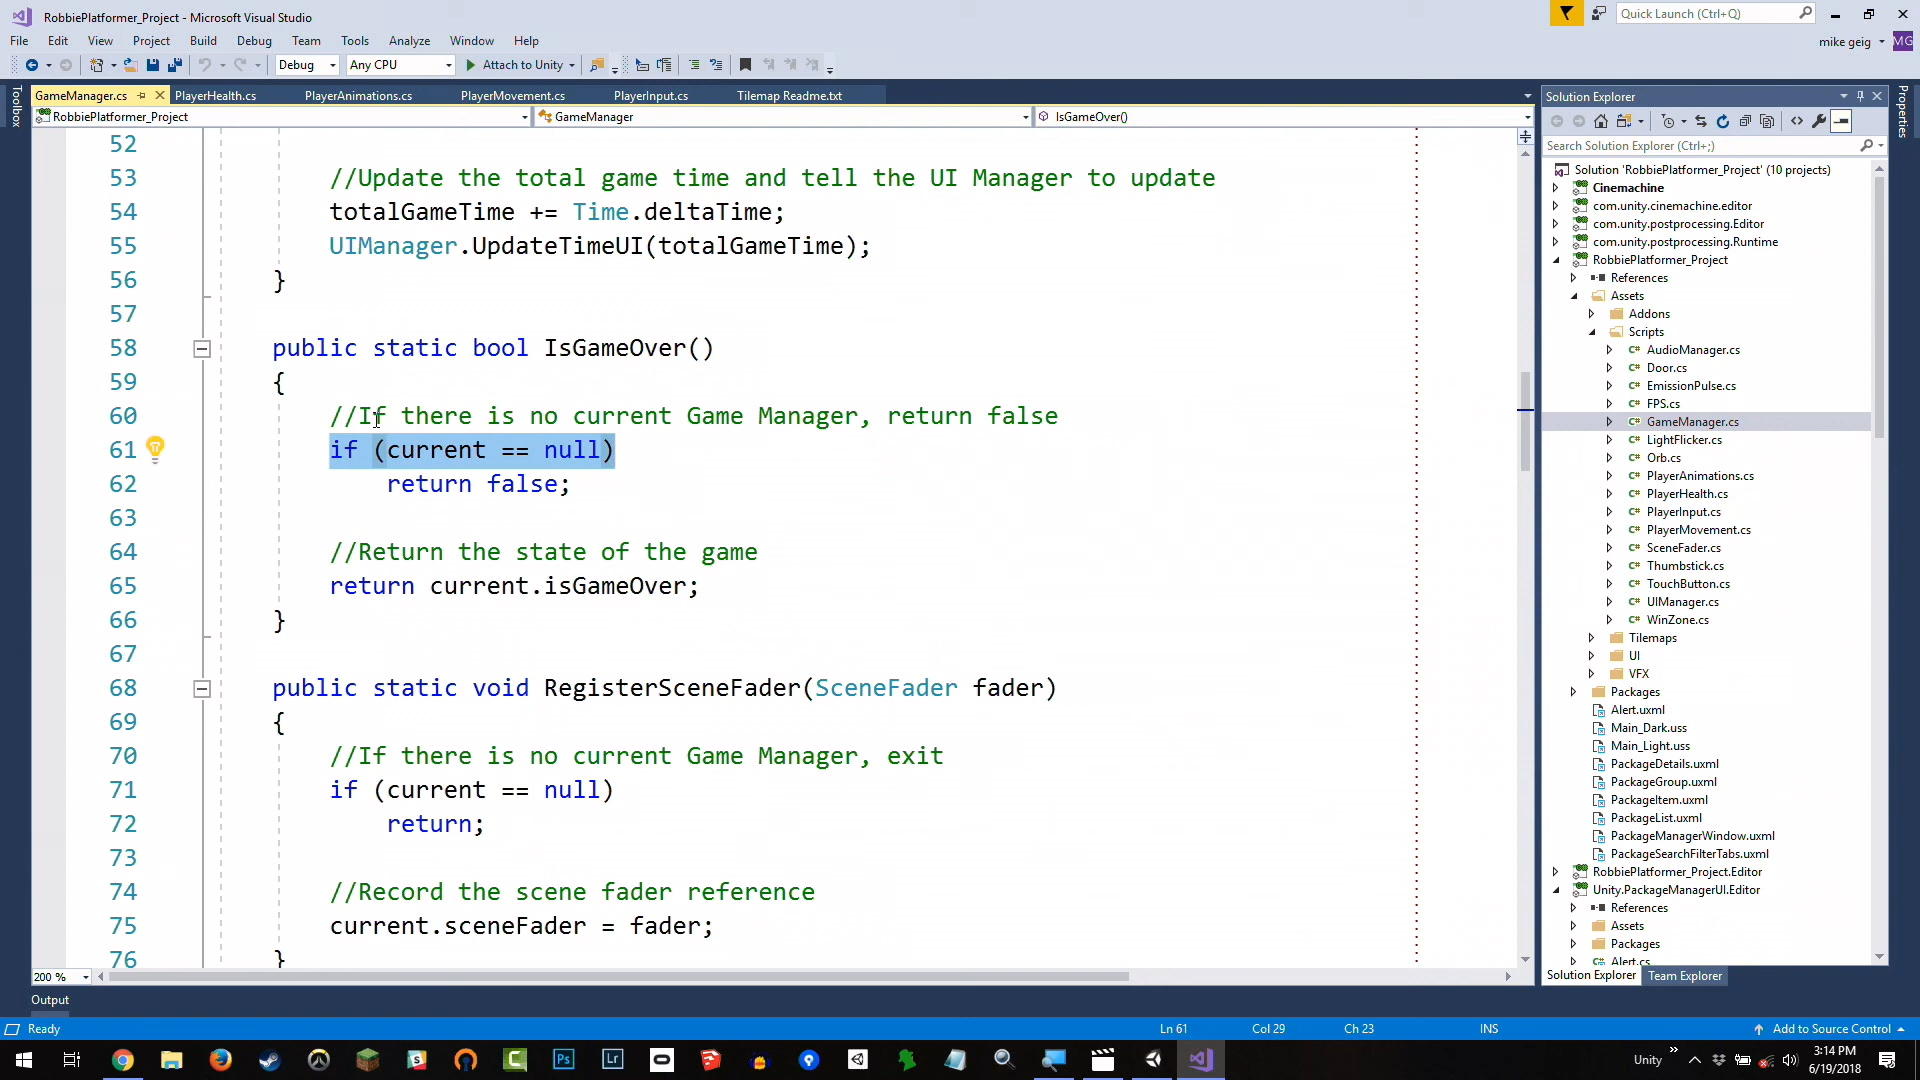 RobbiePlatformer_Project - Microsoft Visual Studio
Quick Launch (Ctrl+Q)
File Edit View Project Build Debug Team Tools Analyze Window Help
mike geig MG
Debug Any CPU Attach to Unity
Toolbox
GameManager.cs PlayerHealth.cs PlayerAnimations.cs PlayerMovement.cs PlayerInput.cs Tilemap Readme.txt
RobbiePlatformer_Project GameManager IsGameOver()
52
53 //Update the total game time and tell the UI Manager to update
54 totalGameTime += Time.deltaTime;
55 UIManager.UpdateTimeUI(totalGameTime);
56 }
57
58 public static bool IsGameOver()
59 {
60 //If there is no current Game Manager, return false
61 if (current == null)
62 return false;
63
64 //Return the state of the game
65 return current.isGameOver;
66 }
67
68 public static void RegisterSceneFader(SceneFader fader)
69 {
70 //If there is no current Game Manager, exit
71 if (current == null)
72 return;
73
74 //Record the scene fader reference
75 current.sceneFader = fader;
76 }
200 %
Output
Solution Explorer
Properties
Search Solution Explorer (Ctrl+;)
Solution 'RobbiePlatformer_Project' (10 projects)
Cinemachine
com.unity.cinemachine.editor
com.unity.postprocessing.Editor
com.unity.postprocessing.Runtime
RobbiePlatformer_Project
References
Assets
Addons
Scripts
C# AudioManager.cs
C# Door.cs
C# EmissionPulse.cs
C# FPS.cs
C# GameManager.cs
C# LightFlicker.cs
C# Orb.cs
C# PlayerAnimations.cs
C# PlayerHealth.cs
C# PlayerInput.cs
C# PlayerMovement.cs
C# SceneFader.cs
C# Thumbstick.cs
C# TouchButton.cs
C# UIManager.cs
C# WinZone.cs
Tilemaps
UI
VFX
Packages
Alert.uxml
Main_Dark.uss
Main_Light.uss
PackageDetails.uxml
PackageGroup.uxml
PackageItem.uxml
PackageList.uxml
PackageManagerWindow.uxml
PackageSearchFilterTabs.uxml
RobbiePlatformer_Project.Editor
Unity.PackageManagerUI.Editor
References
Assets
Packages
C# Alert.cs
Solution Explorer Team Explorer
Ready Ln 61 Col 29 Ch 23 INS Add to Source Control
Ps Lr Unity 3:14 PM
6/19/2018